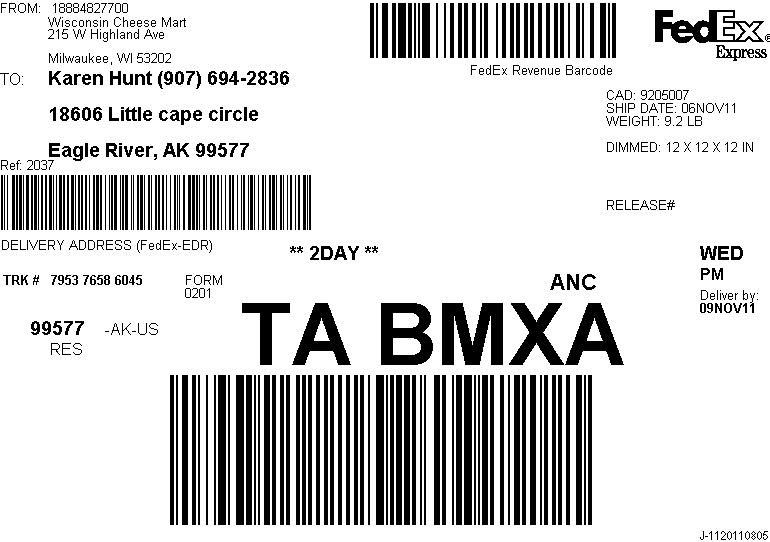 FROM: 18884827700
Wisconsin Cheese Mart
215 W Highland Ave
Milwaukee, WI 53202
TO: Karen Hunt (907) 694-2836
18606 Little cape circle
Eagle River, AK 99577
Ref: 2037
FedEx Revenue Barcode
FedEx®
Express
CAD: 9205007
SHIP DATE: 06NOV11
WEIGHT: 9.2 LB
DIMMED: 12 X 12 X 12 IN
RELEASE#
DELIVERY ADDRESS (FedEx-EDR)
** 2DAY **
WED
PM
Deliver by:
09NOV11
TRK # 7953 7658 6045
FORM
0201
ANC
99577 -AK-US
RES
TA BMXA
J-1120110805